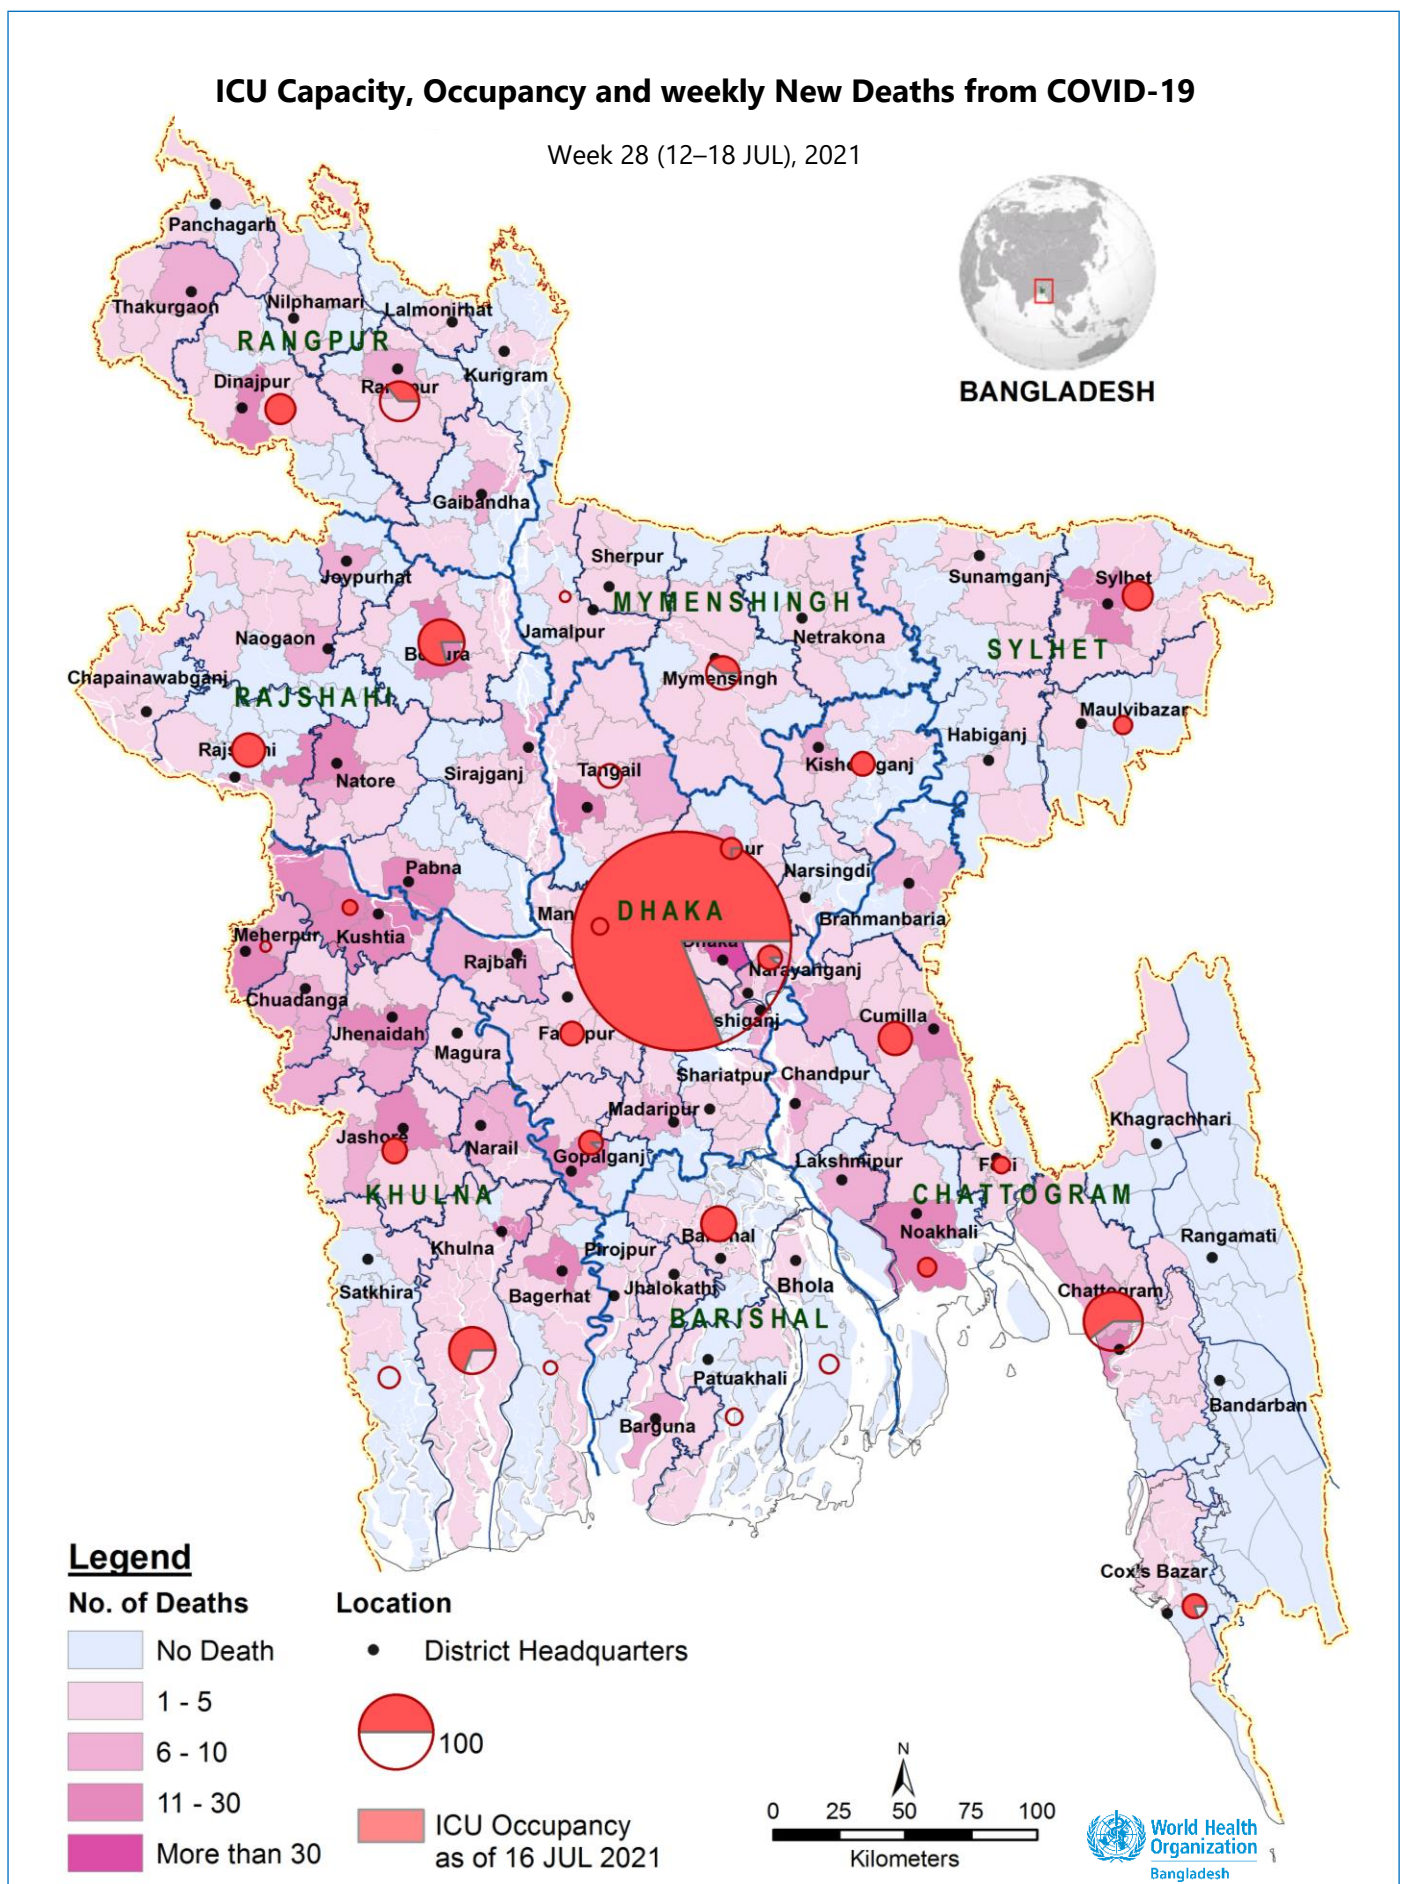 ICU Capacity, Occupancy and weekly New Deaths from COVID-19
Week 28 (12–18 JUL), 2021
BANGLADESH
Panchagarh
Thakurgaon
Nilphamari
Lalmonirhat
RANGPUR
Dinajpur
Kurigram
Gaibandha
Joypurhat
Sherpur
Sunamganj
Sylhet
MYMENSHINGH
Jamalpur
Netrakona
Naogaon
SYLHET
Chapainawabganj
Mymensingh
RAJSHAHI
Maulvibazar
Habiganj
Natore
Sirajganj
Tangail
Pabna
Narsingdi
Man
DHAKA
Brahmanbaria
Meherpur
Kushtia
Dhaka
Rajbari
Narayanganj
Chuadanga
Cumilla
Jhenaidah
Magura
shiganj
Shariatpur
Chandpur
Madaripur
Khagrachhari
Jashore
Narail
Gopalganj
Lakshmipur
KHULNA
CHATTOGRAM
Noakhali
Rangamati
Khulna
Pirojpur
Satkhira
Bagerhat
Jhalokathi
Bhola
Chattogram
BARISHAL
Patuakhali
Barguna
Bandarban
Cox's Bazar
Legend
No. of Deaths
No Death
1 - 5
6 - 10
11 - 30
More than 30
Location
District Headquarters
100
ICU Occupancy
as of 16 JUL 2021
N
0 25 50 75 100
Kilometers
World Health
Organization
Bangladesh